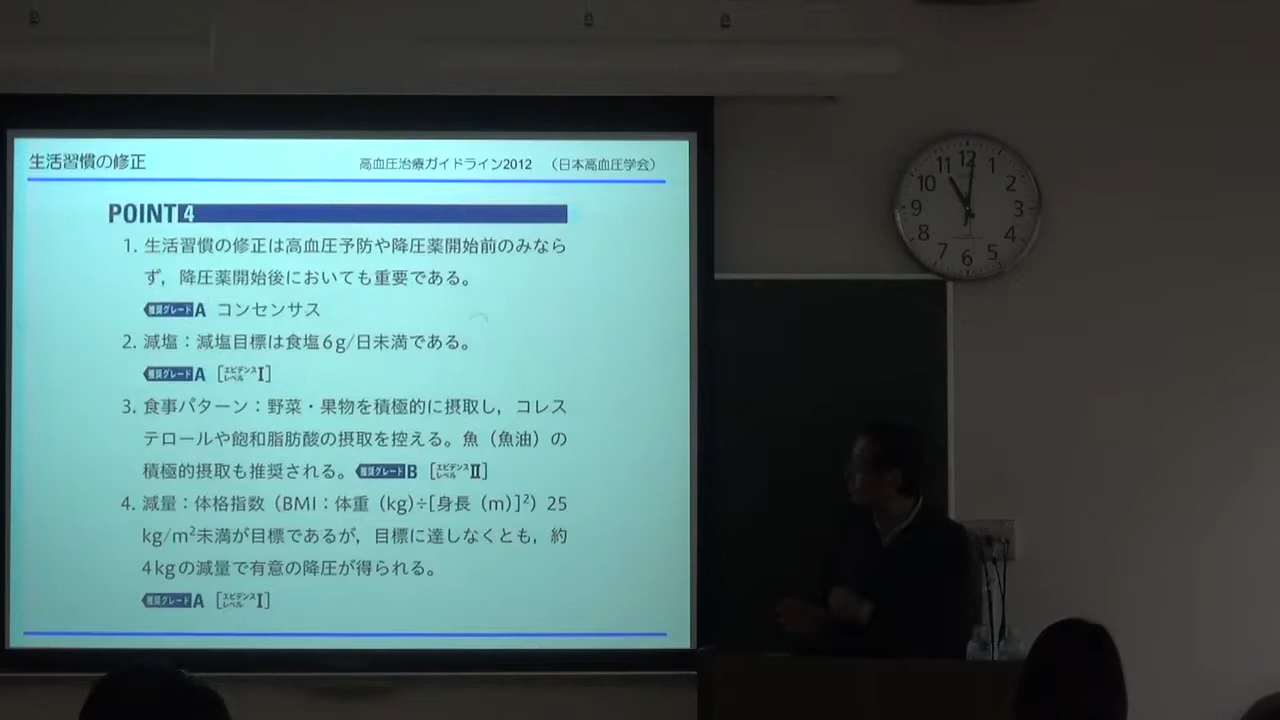 生活習慣の修正
高血圧治療ガイドライン2012 （日本高血圧学会）
POINT 4
1. 生活習慣の修正は高血圧予防や降圧薬開始前のみなら
ず，降圧薬開始後においても重要である。
推奨グレード A コンセンサス
2. 減塩：減塩目標は食塩6g/日未満である。
推奨グレード A [エビデンスレベル I]
3. 食事パターン：野菜・果物を積極的に摂取し，コレス
テロールや飽和脂肪酸の摂取を控える。魚（魚油）の
積極的摂取も推奨される。推奨グレード B [エビデンスレベル II]
4. 減量：体格指数（BMI：体重（kg)÷[身長（m)]²）25
kg/m²未満が目標であるが，目標に達しなくとも，約
4kgの減量で有意の降圧が得られる。
推奨グレード A [エビデンスレベル I]
12
1
2
3
4
5
6
7
8
9
10
11